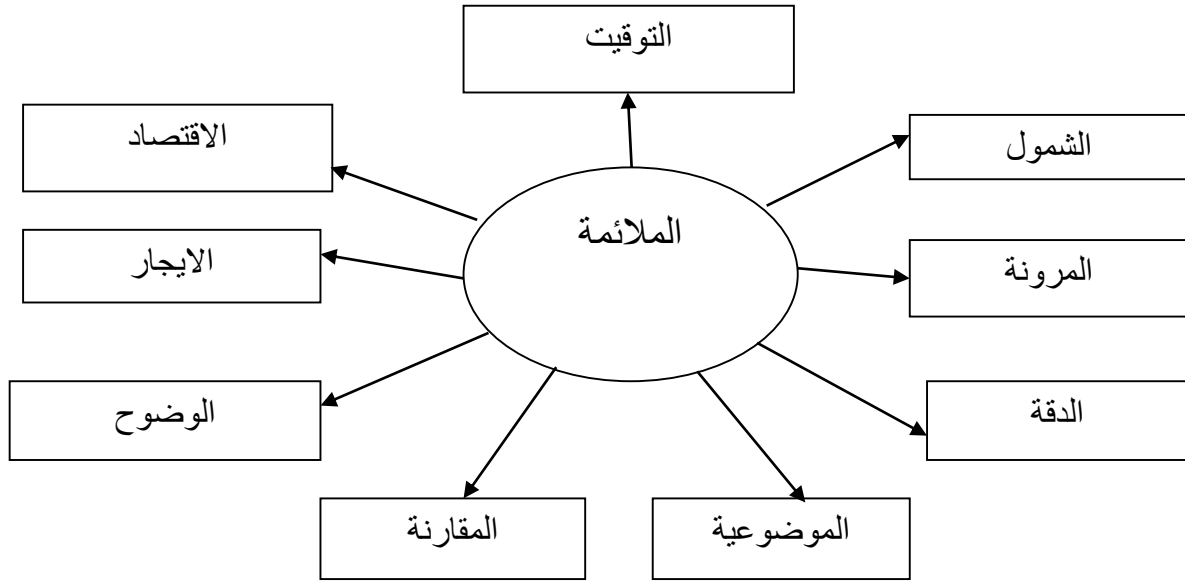 التوقيت
الشمول
الاقتصاد
الملائمة
المرونة
الايجار
الدقة
الوضوح
الموضوعية
المقارنة